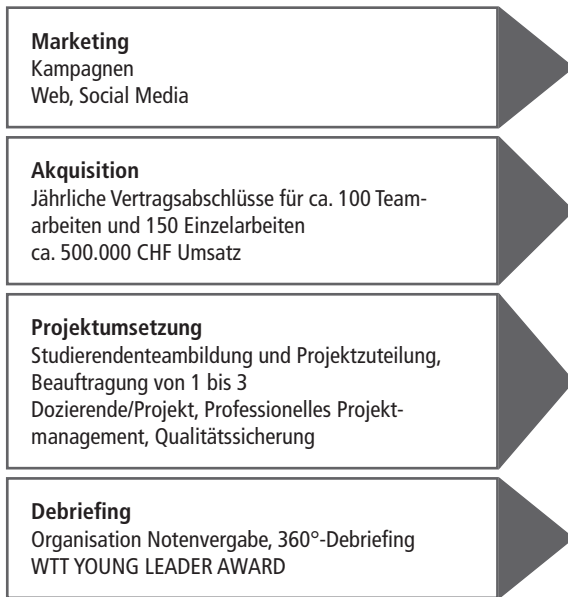 Marketing
Kampagnen
Web, Social Media
Akquisition
Jährliche Vertragsabschlüsse für ca. 100 Team-
arbeiten und 150 Einzelarbeiten
ca. 500.000 CHF Umsatz
Projektumsetzung
Studierendenteambildung und Projektzuteilung,
Beauftragung von 1 bis 3
Dozierende/Projekt, Professionelles Projekt-
management, Qualitätssicherung
Debriefing
Organisation Notenvergabe, 360°-Debriefing
WTT YOUNG LEADER AWARD